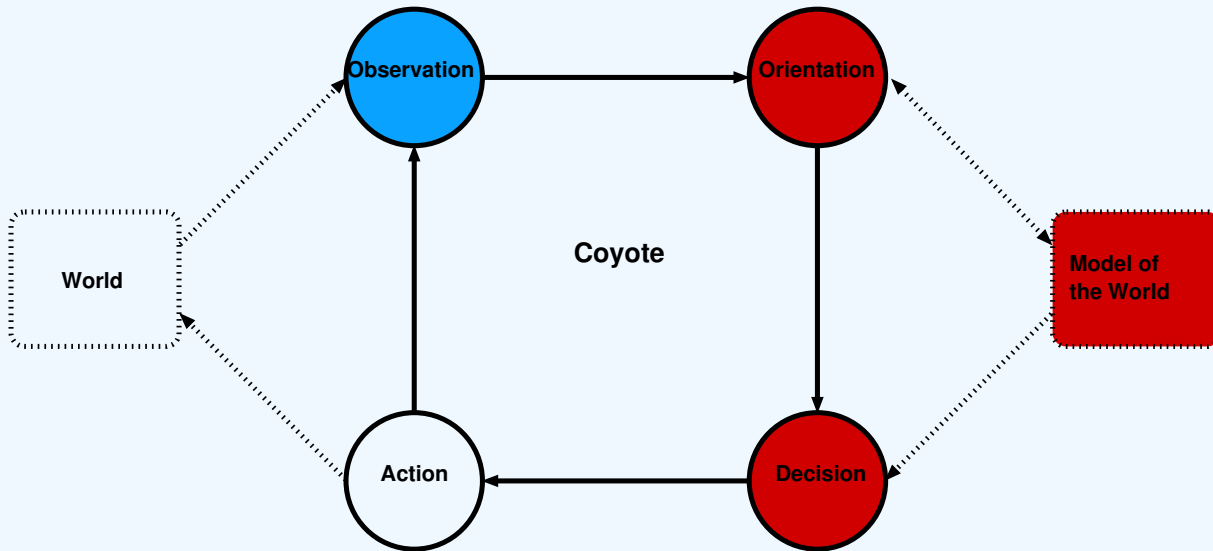 Observation
Orientation
Coyote
World
Model of
the World
Action
Decision